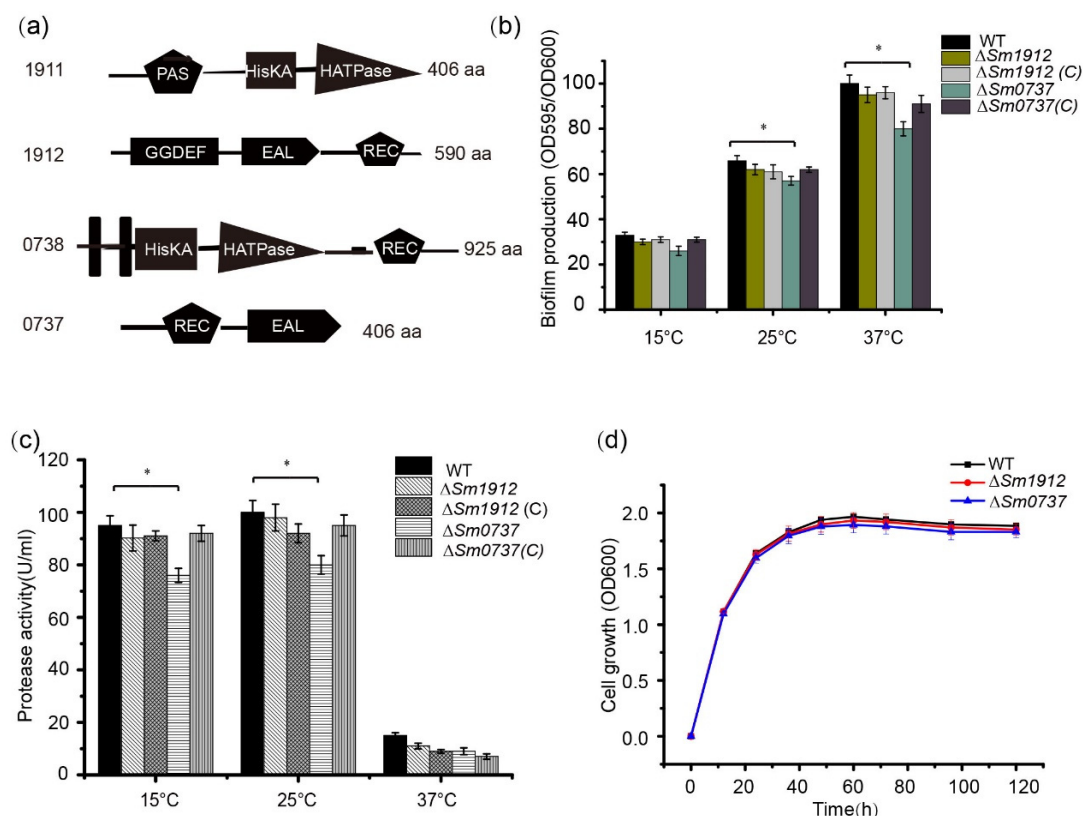 (a)
1911 PAS HisKA HATPase 406 aa
1912 GGDEF EAL REC 590 aa
0738 HisKA HATPase REC 925 aa
0737 REC EAL 406 aa
(b)
WT
ΔSm1912
ΔSm1912 (C)
ΔSm0737
ΔSm0737(C)
Biofilm production (OD595/OD600)
100
80
60
40
20
0
*
*
15°C 25°C 37°C
(c)
WT
ΔSm1912
ΔSm1912 (C)
ΔSm0737
ΔSm0737(C)
Protease activity(U/ml)
120
100
80
60
40
20
0
*
*
15°C 25°C 37°C
(d)
WT
ΔSm1912
ΔSm0737
Cell growth (OD600)
2.0
1.5
1.0
0.5
0.0
0 20 40 60 80 100 120
Time(h)